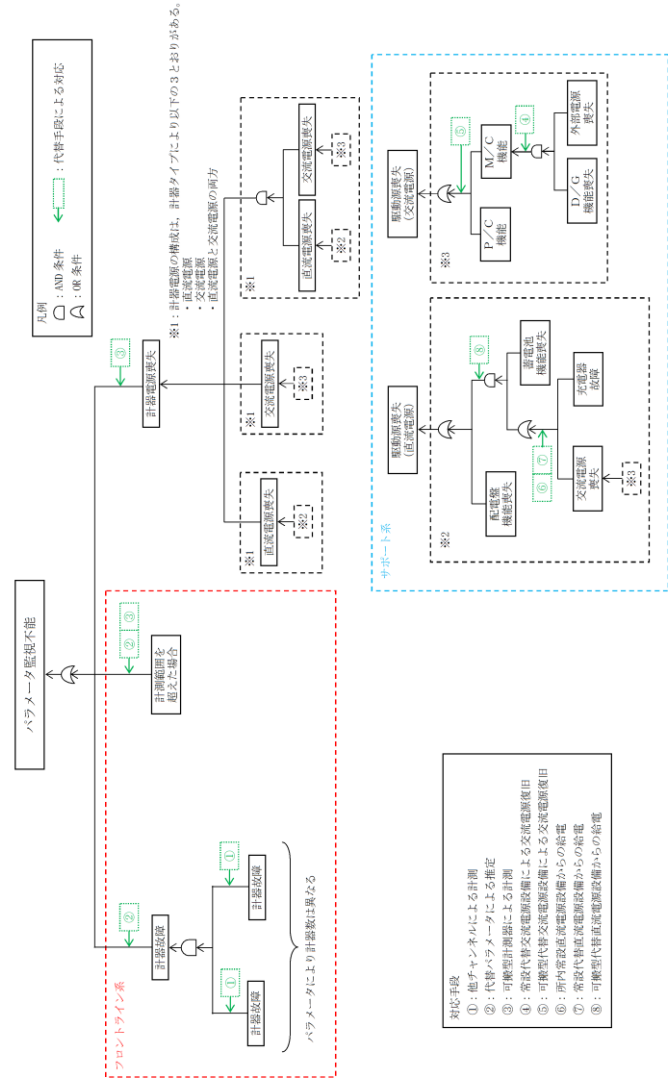 凡例
：AND 条件
：OR 条件
：代替手段による対応
パラメータ監視不能
フロントライン系
②
計器故障
①
計器故障
①
計器故障
パラメータにより計器数は異なる
② ③
計測範囲を
超えた場合
③
計器電源喪失
※1：計器電源の構成は，計器タイプにより以下の3とおりがある。
・直流電源
・交流電源
・直流電源と交流電源の両方
※1
直流電源喪失
※2
※1
交流電源喪失
※3
※1
直流電源喪失
※2
交流電源喪失
※3
サポート系
※2
駆動源喪失
（直流電源）
配電盤
機能喪失
⑧
蓄電池
機能喪失
⑥ ⑦
交流電源
喪失
※3
充電器
故障
※3
駆動源喪失
（交流電源）
⑤
P／C
機能
M／C
機能
④
D／G
機能喪失
外部電源
喪失
対応手段
①：他チャンネルによる計測
②：代替パラメータによる推定
③：可搬型計測器による計測
④：常設代替交流電源設備による交流電源復旧
⑤：可搬型代替交流電源設備による交流電源復旧
⑥：所内常設直流電源設備からの給電
⑦：常設代替直流電源設備からの給電
⑧：可搬型代替直流電源設備からの給電